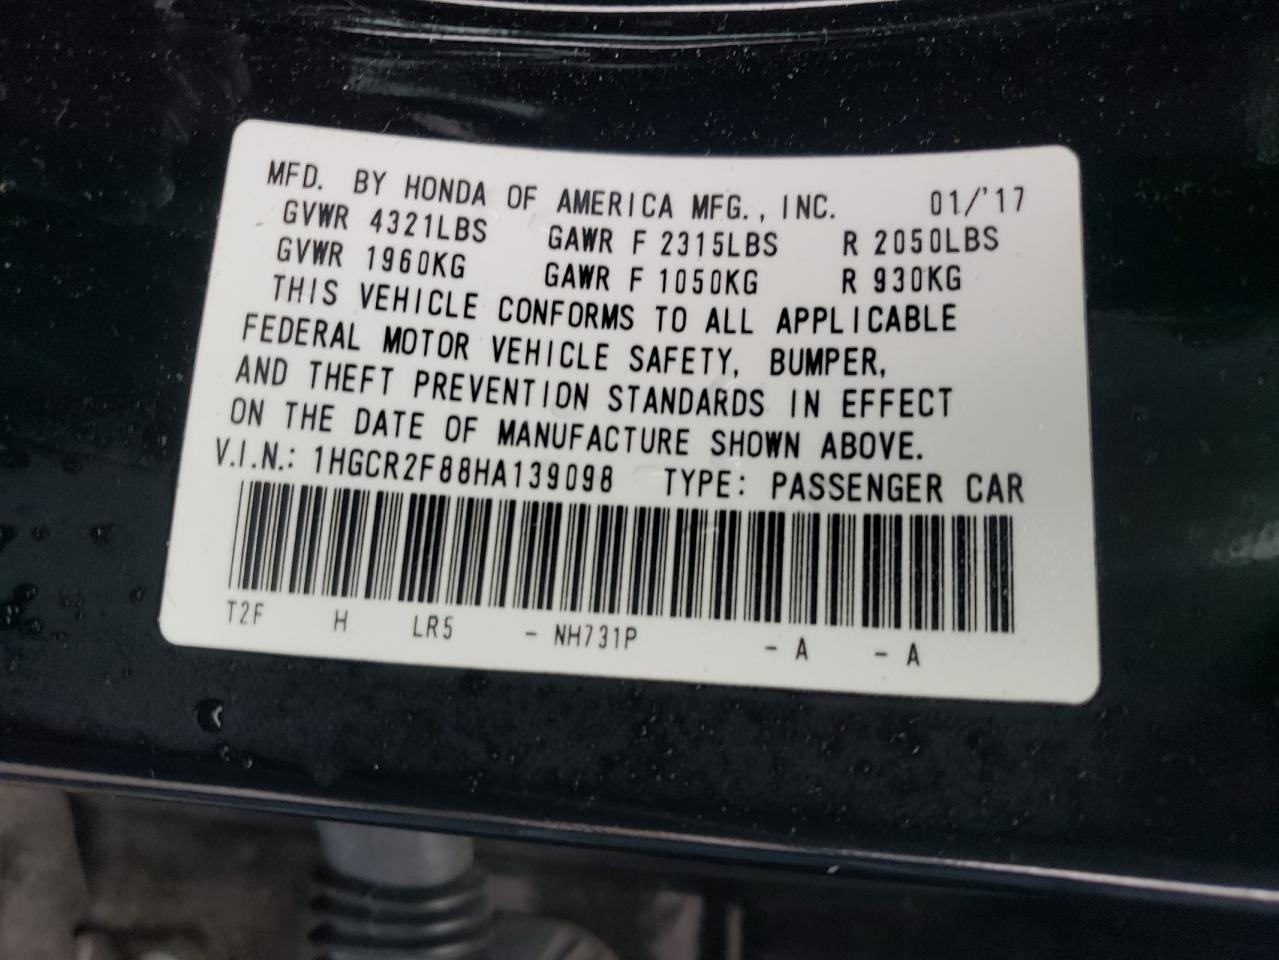 MFD. BY HONDA OF AMERICA MFG., INC. 01/'17
GVWR 4321LBS GAWR F 2315LBS R 2050LBS
GVWR 1960KG GAWR F 1050KG R 930KG
THIS VEHICLE CONFORMS TO ALL APPLICABLE
FEDERAL MOTOR VEHICLE SAFETY, BUMPER,
AND THEFT PREVENTION STANDARDS IN EFFECT
ON THE DATE OF MANUFACTURE SHOWN ABOVE.
V.I.N.: 1HGCR2F88HA139098 TYPE: PASSENGER CAR
T2F H LR5 - NH731P - A - A